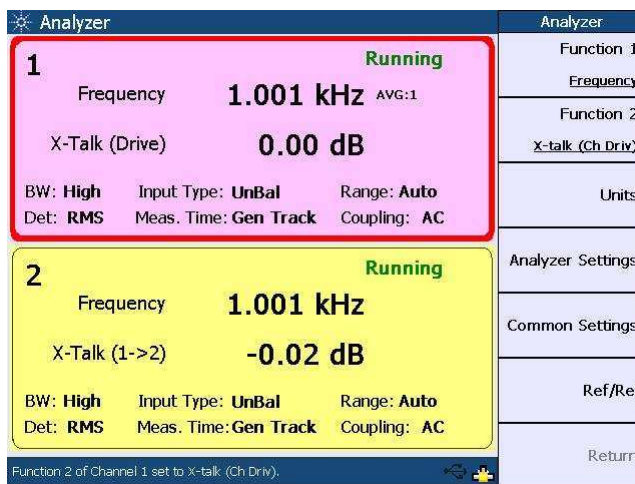 Analyzer
1
Running
Frequency 1.001 kHz AVG:1
X-Talk (Drive) 0.00 dB
BW: High Input Type: UnBal Range: Auto
Det: RMS Meas. Time: Gen Track Coupling: AC
2
Running
Frequency 1.001 kHz
X-Talk (1->2) -0.02 dB
BW: High Input Type: UnBal Range: Auto
Det: RMS Meas. Time: Gen Track Coupling: AC
Function 2 of Channel 1 set to X-talk (Ch Driv).
Analyzer
Function 1
Frequency
Function 2
X-talk (Ch Driv)
Units
Analyzer Settings
Common Settings
Ref/Re
Return